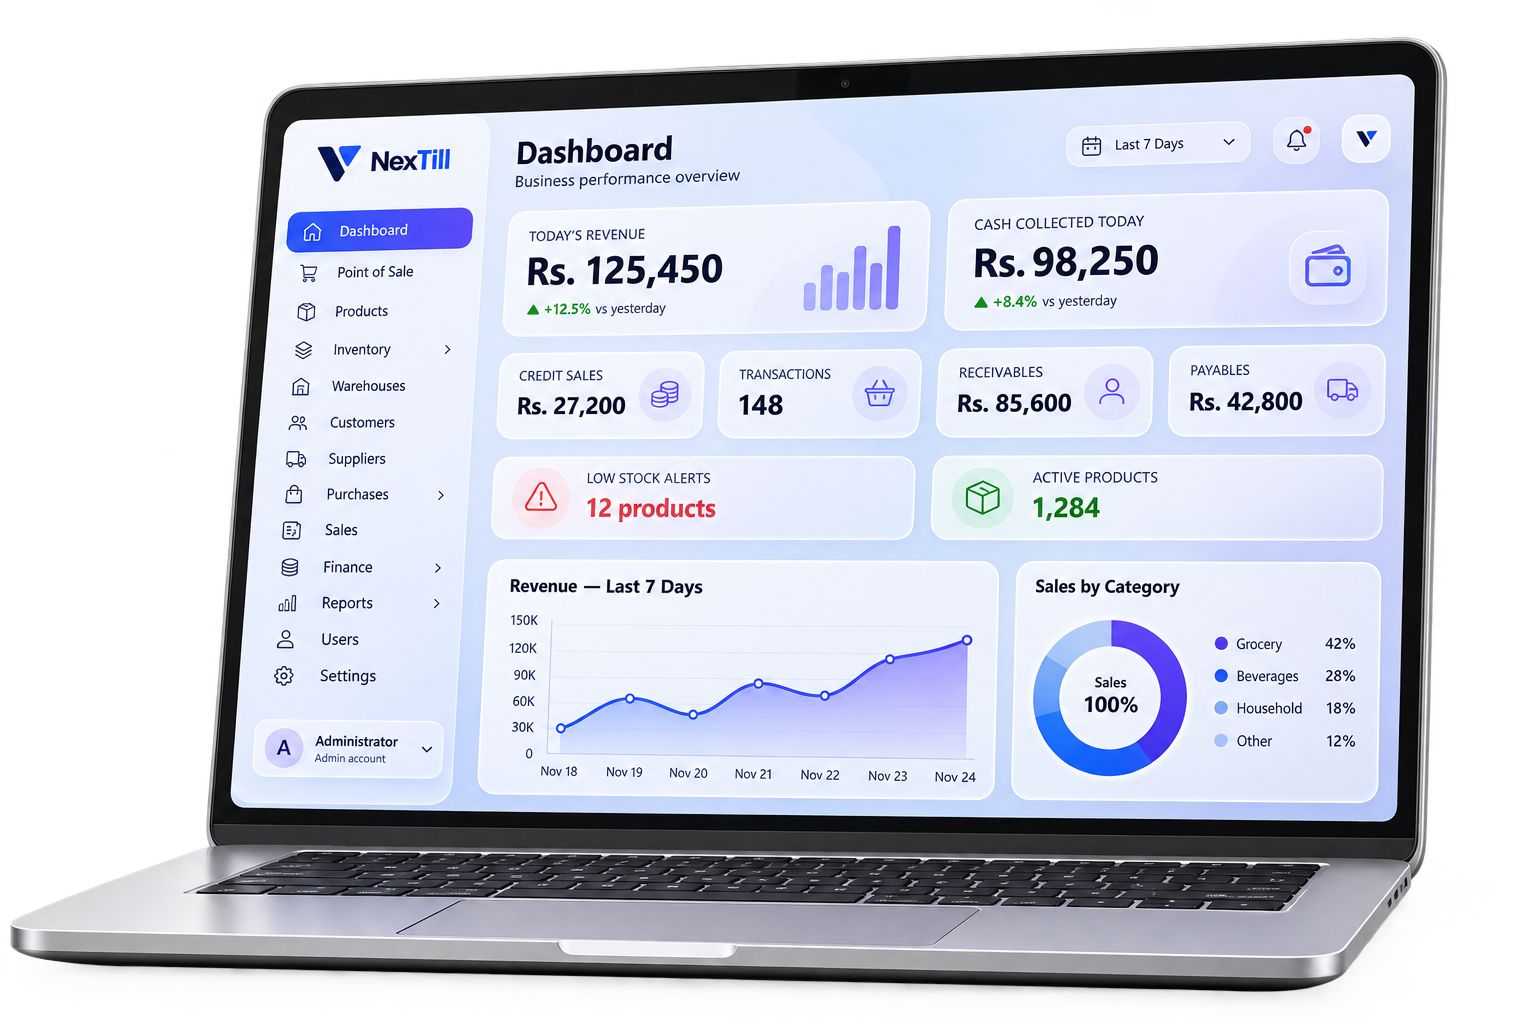 NexTill
Dashboard
Point of Sale
Products
Inventory
Warehouses
Customers
Suppliers
Purchases
Sales
Finance
Reports
Users
Settings
A
Administrator
Admin account
Dashboard
Business performance overview
Last 7 Days
TODAY'S REVENUE
Rs. 125,450
+12.5% vs yesterday
CASH COLLECTED TODAY
Rs. 98,250
+8.4% vs yesterday
CREDIT SALES
Rs. 27,200
TRANSACTIONS
148
RECEIVABLES
Rs. 85,600
PAYABLES
Rs. 42,800
LOW STOCK ALERTS
12 products
ACTIVE PRODUCTS
1,284
Revenue — Last 7 Days
150K
120K
90K
60K
30K
0
Nov 18 Nov 19 Nov 20 Nov 21 Nov 22 Nov 23 Nov 24
Sales by Category
Sales
100%
Grocery 42%
Beverages 28%
Household 18%
Other 12%